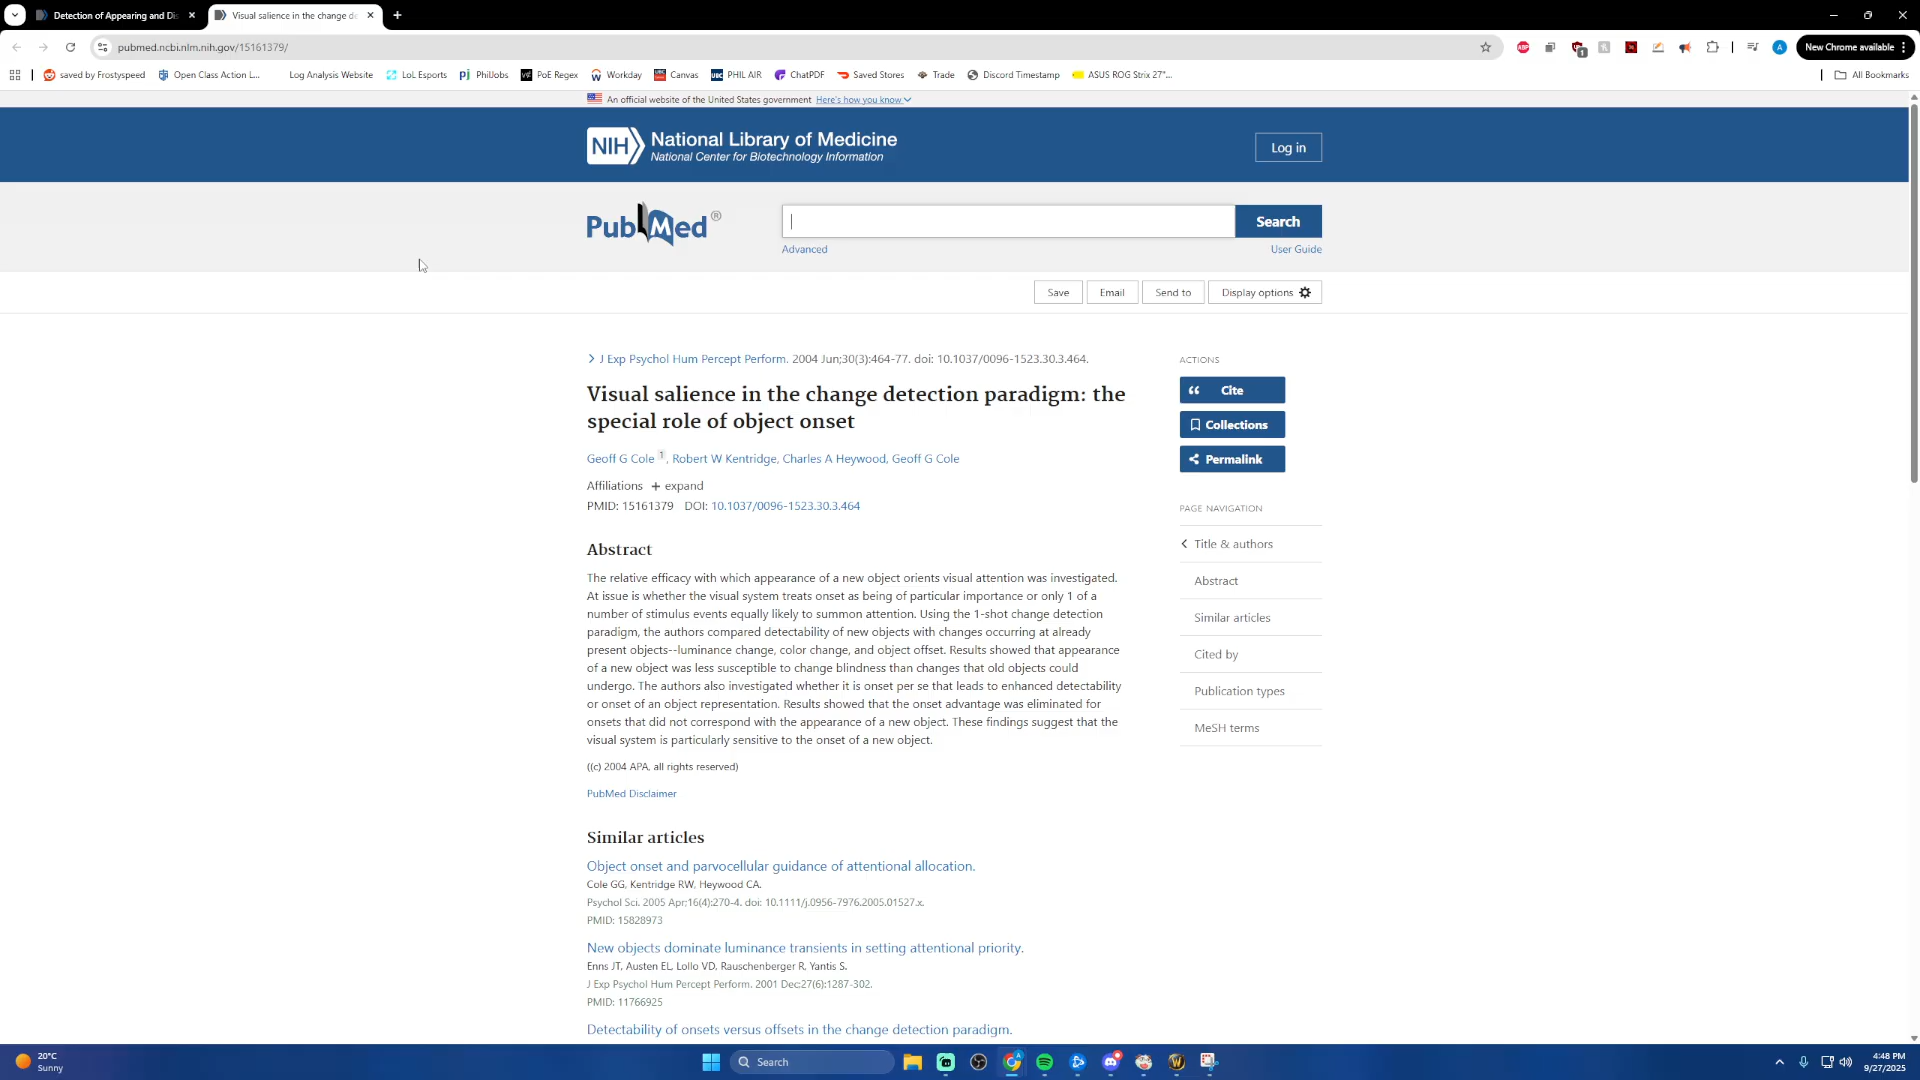 Detection of Appearing and Dis
Visual salience in the change de
pubmed.ncbi.nlm.nih.gov/15161379/
New Chrome available
saved by Frostyspeed
Open Class Action L...
Log Analysis Website
LoL Esports
PhilJobs
PoE Regex
Workday
Canvas
PHIL AIR
ChatPDF
Saved Stores
Trade
Discord Timestamp
ASUS ROG Strix 27"...
All Bookmarks
An official website of the United States government Here's how you know
NIH National Library of Medicine
National Center for Biotechnology Information
Log in
PubMed®
Search
Advanced
User Guide
Save
Email
Send to
Display options
J Exp Psychol Hum Percept Perform. 2004 Jun;30(3):464-77. doi: 10.1037/0096-1523.30.3.464.
Visual salience in the change detection paradigm: the
special role of object onset
Geoff G Cole 1, Robert W Kentridge, Charles A Heywood, Geoff G Cole
Affiliations + expand
PMID: 15161379 DOI: 10.1037/0096-1523.30.3.464
Abstract
The relative efficacy with which appearance of a new object orients visual attention was investigated.
At issue is whether the visual system treats onset as being of particular importance or only 1 of a
number of stimulus events equally likely to summon attention. Using the 1-shot change detection
paradigm, the authors compared detectability of new objects with changes occurring at already
present objects--luminance change, color change, and object offset. Results showed that appearance
of a new object was less susceptible to change blindness than changes that old objects could
undergo. The authors also investigated whether it is onset per se that leads to enhanced detectability
or onset of an object representation. Results showed that the onset advantage was eliminated for
onsets that did not correspond with the appearance of a new object. These findings suggest that the
visual system is particularly sensitive to the onset of a new object.
((c) 2004 APA, all rights reserved)
PubMed Disclaimer
Similar articles
Object onset and parvocellular guidance of attentional allocation.
Cole GG, Kentridge RW, Heywood CA.
Psychol Sci. 2005 Apr;16(4):270-4. doi: 10.1111/j.0956-7976.2005.01527.x.
PMID: 15828973
New objects dominate luminance transients in setting attentional priority.
Enns JT, Austen EL, Lollo VD, Rauschenberger R, Yantis S.
J Exp Psychol Hum Percept Perform. 2001 Dec;27(6):1287-302.
PMID: 11766925
Detectability of onsets versus offsets in the change detection paradigm.
ACTIONS
Cite
Collections
Permalink
PAGE NAVIGATION
Title & authors
Abstract
Similar articles
Cited by
Publication types
MeSH terms
20°C
Sunny
Search
4:48 PM
9/27/2025